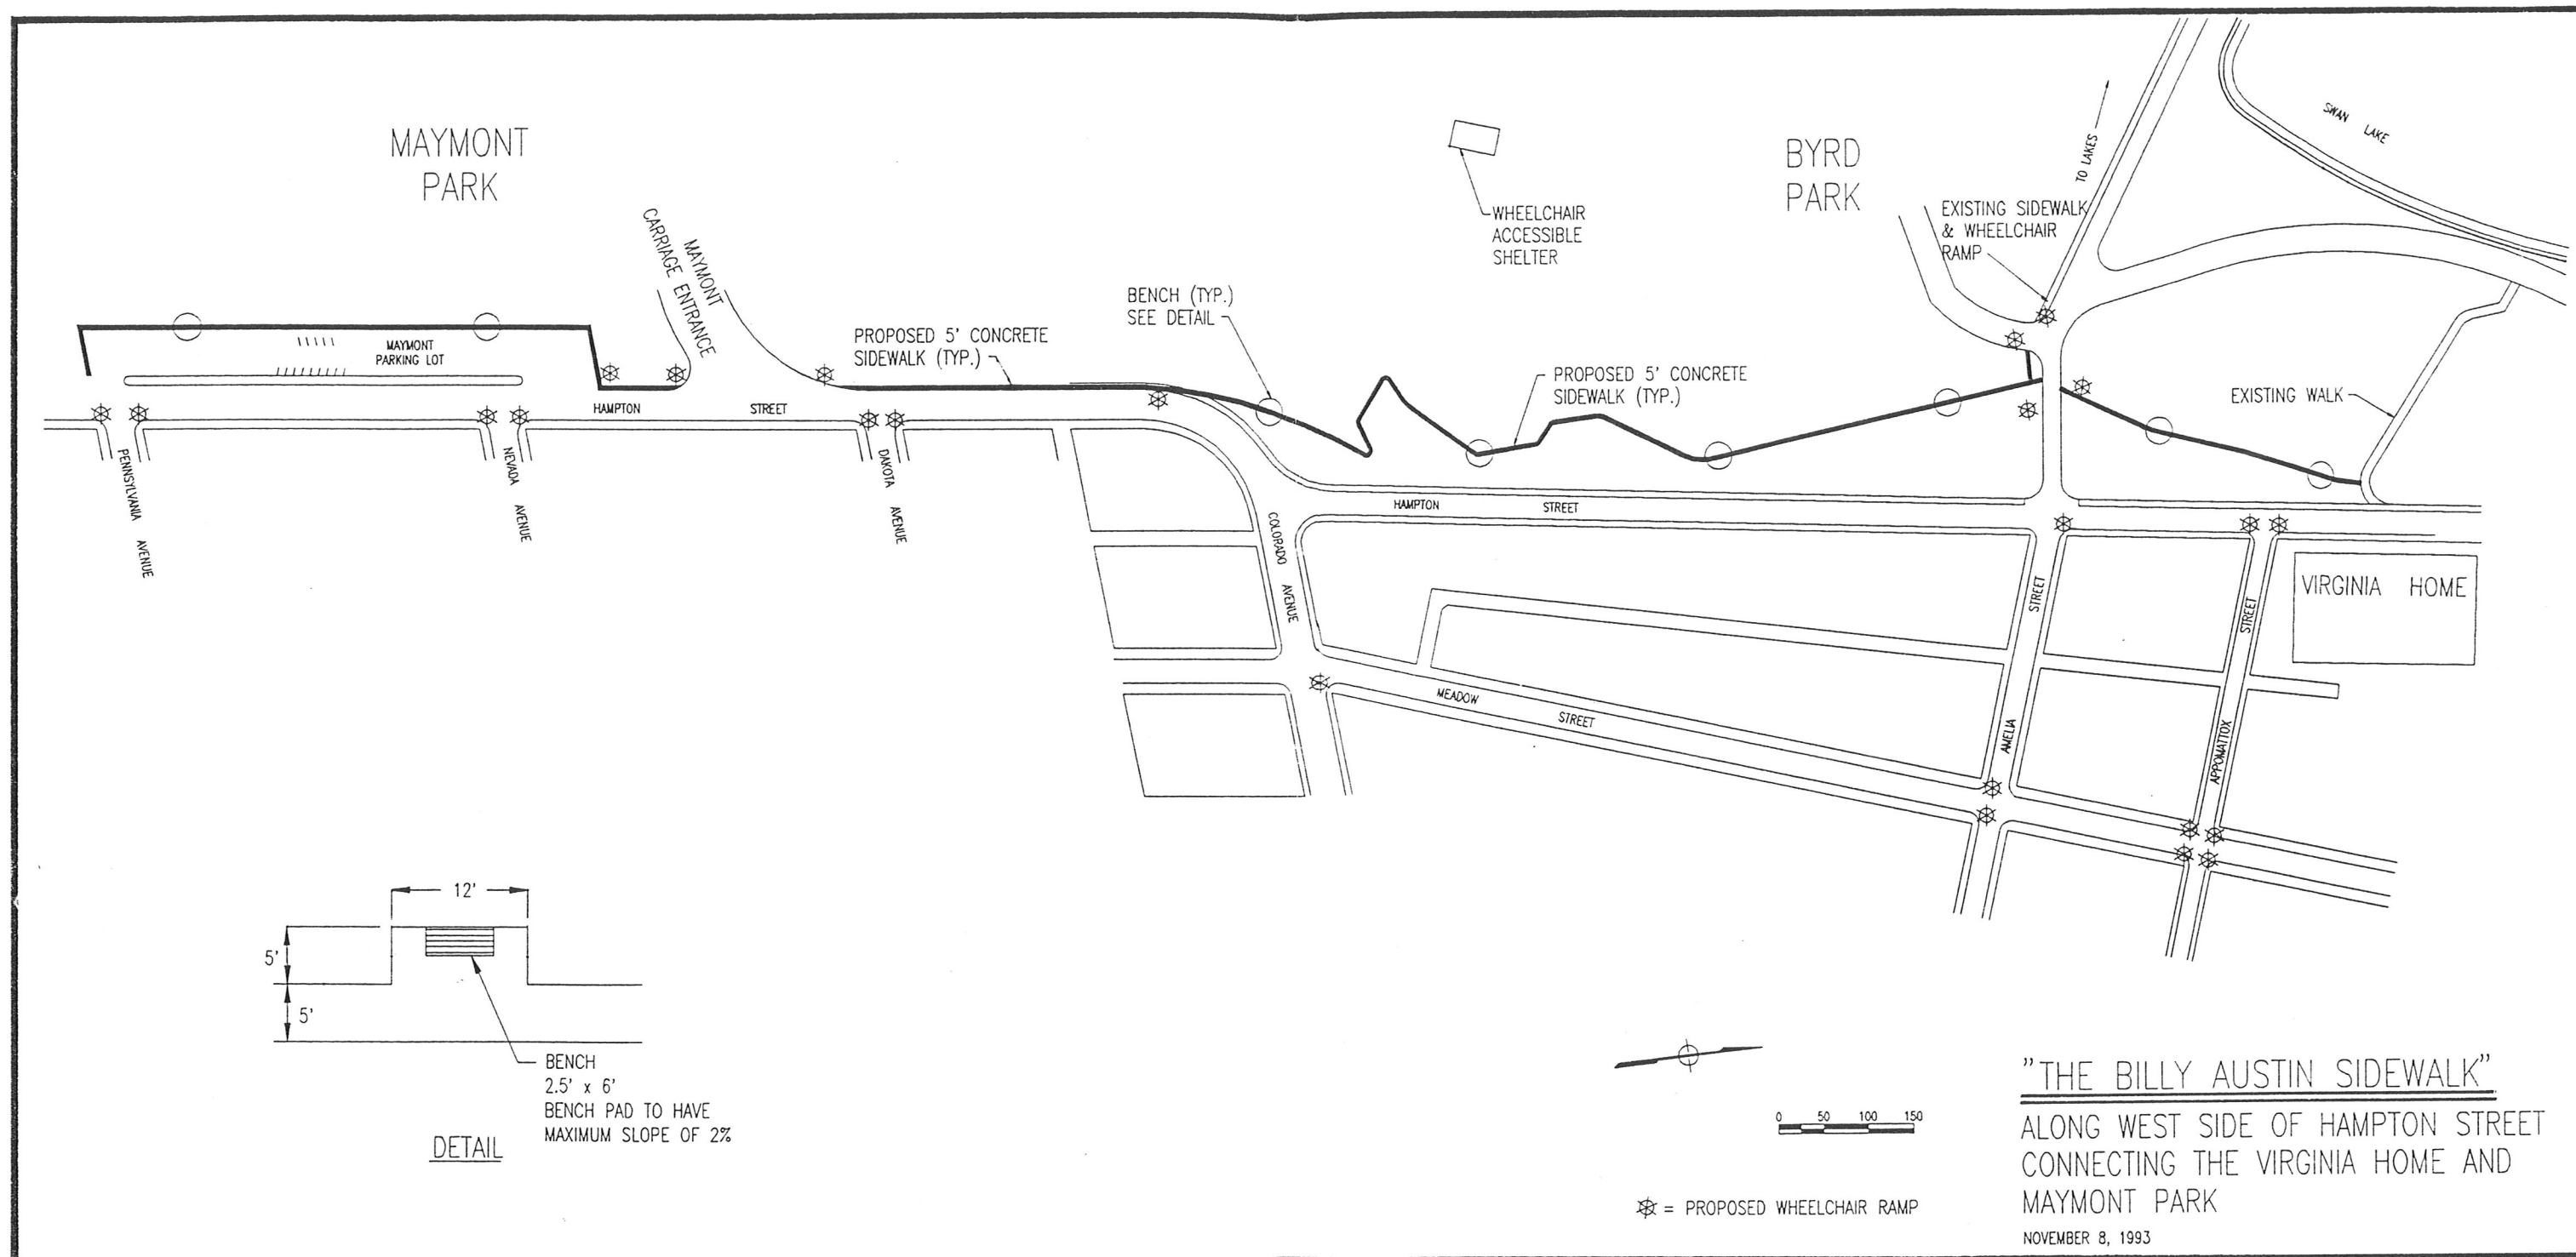 MAYMONT
PARK
BYRD
PARK
SWAN LAKE
TO LAKES
WHEELCHAIR
ACCESSIBLE
SHELTER
EXISTING SIDEWALK
& WHEELCHAIR
RAMP
MAYMONT
CARRIAGE ENTRANCE
BENCH (TYP.)
SEE DETAIL
PROPOSED 5' CONCRETE
SIDEWALK (TYP.)
MAYMONT
PARKING LOT
PROPOSED 5' CONCRETE
SIDEWALK (TYP.)
EXISTING WALK
HAMPTON STREET
PENNSYLVANIA AVENUE
NEVADA AVENUE
DAKOTA AVENUE
HAMPTON STREET
COLORADO AVENUE
VIRGINIA HOME
MEADOW STREET
AMELIA STREET
APPOMATTOX STREET
12'
5'
5'
BENCH
2.5' x 6'
BENCH PAD TO HAVE
MAXIMUM SLOPE OF 2%
DETAIL
0 50 100 150
= PROPOSED WHEELCHAIR RAMP
"THE BILLY AUSTIN SIDEWALK"
ALONG WEST SIDE OF HAMPTON STREET
CONNECTING THE VIRGINIA HOME AND
MAYMONT PARK
NOVEMBER 8, 1993